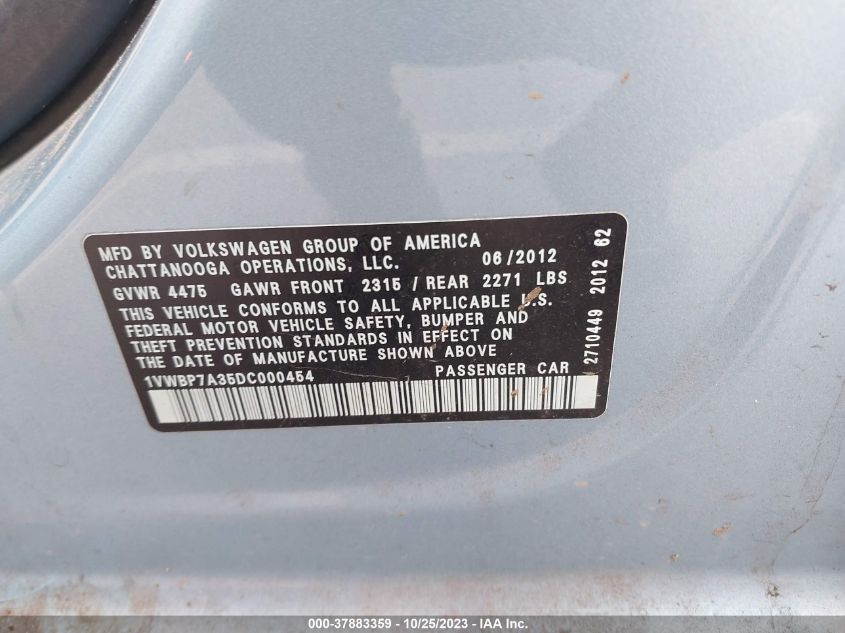 MFD BY VOLKSWAGEN GROUP OF AMERICA
CHATTANOOGA OPERATIONS, LLC. 06/2012
GVWR 4475 GAWR FRONT 2315 / REAR 2271 LBS
THIS VEHICLE CONFORMS TO ALL APPLICABLE U.S.
FEDERAL MOTOR VEHICLE SAFETY, BUMPER AND
THEFT PREVENTION STANDARDS IN EFFECT ON
THE DATE OF MANUFACTURE SHOWN ABOVE
1VWBP7A35DC000454 PASSENGER CAR
2710449 2012 62
000-37883359 / 10/25/2023 / IAA Inc.